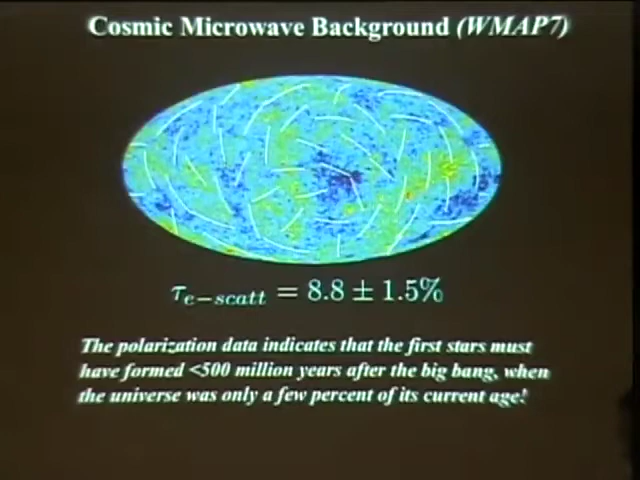 Cosmic Microwave Background (WMAP7)
τe−scatt = 8.8 ± 1.5%
The polarization data indicates that the first stars must
have formed <500 million years after the big bang, when
the universe was only a few percent of its current age!